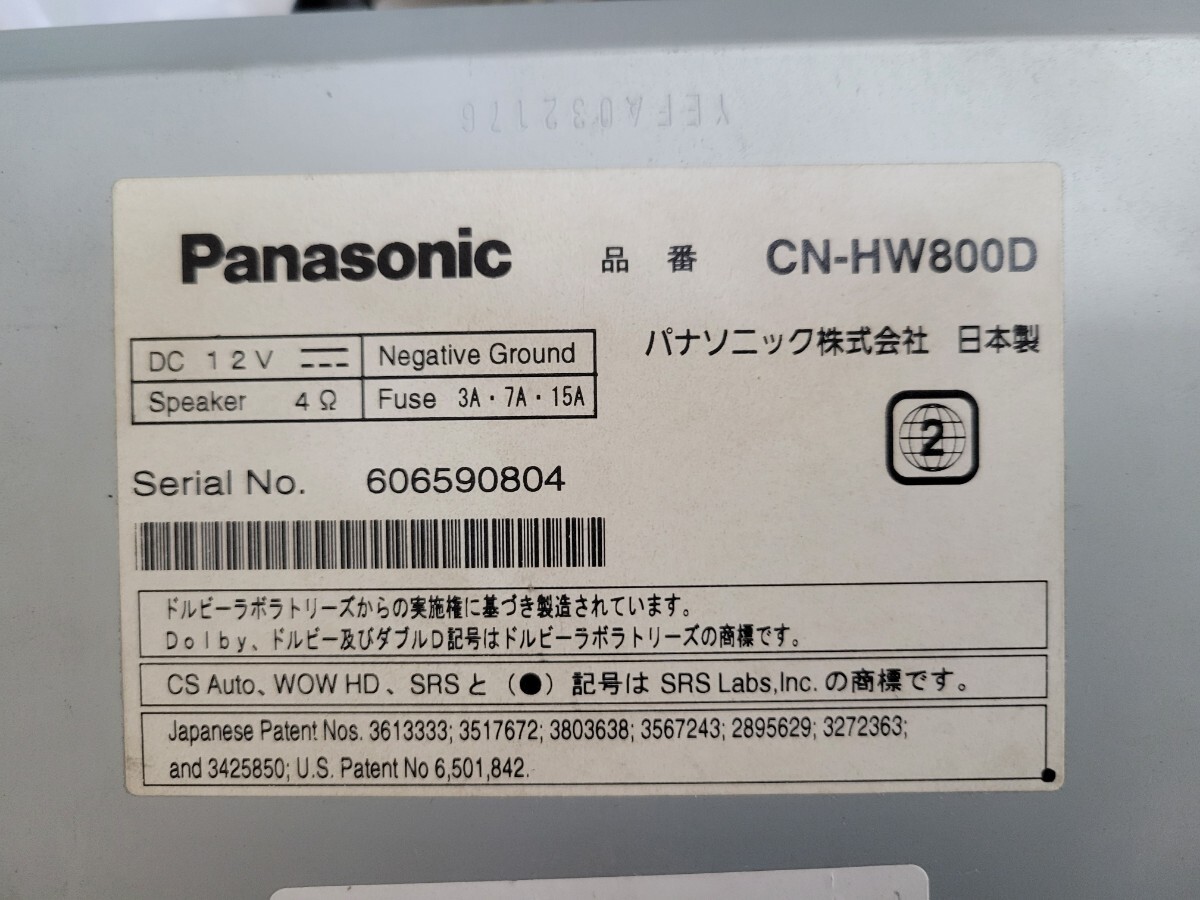 YEFA032176
Panasonic 品番 CN-HW800D
パナソニック株式会社 日本製
DC 12V Negative Ground
Speaker 4Ω Fuse 3A・7A・15A
2
Serial No. 606590804
ドルビーラボラトリーズからの実施権に基づき製造されています。
Dolby、ドルビー及びダブルD記号はドルビーラボラトリーズの商標です。
CS Auto、WOW HD、SRSと(●)記号は SRS Labs,Inc. の商標です。
Japanese Patent Nos. 3613333; 3517672; 3803638; 3567243; 2895629; 3272363;
and 3425850; U.S. Patent No 6,501,842.